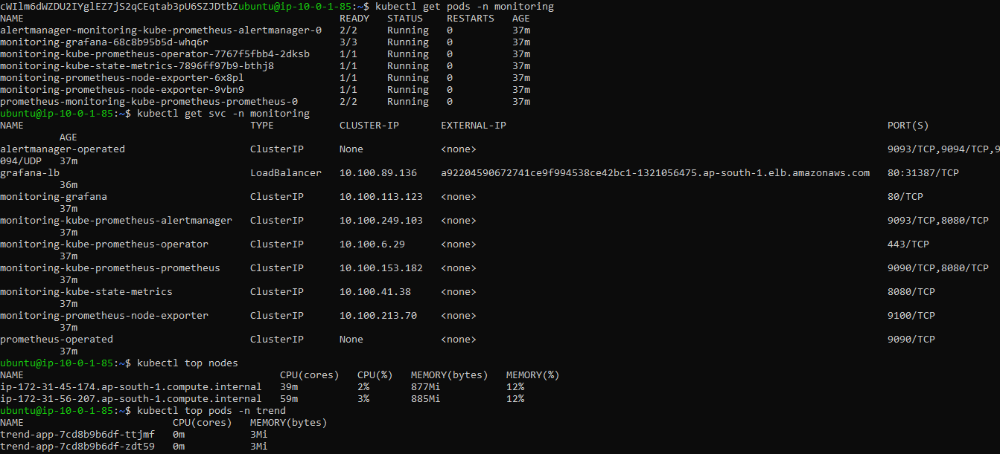 cWIlm6dWZDU2IYglEZ7jS2qCEqtab3pU6SZJDtbZubuntu@ip-10-0-1-85:~$ kubectl get pods -n monitoring
NAME READY STATUS RESTARTS AGE
alertmanager-monitoring-kube-prometheus-alertmanager-0 2/2 Running 0 37m
monitoring-grafana-68c8b95b5d-whq6r 3/3 Running 0 37m
monitoring-kube-prometheus-operator-7767f5fbb4-2dksb 1/1 Running 0 37m
monitoring-kube-state-metrics-7896ff97b9-bthj8 1/1 Running 0 37m
monitoring-prometheus-node-exporter-6x8pl 1/1 Running 0 37m
monitoring-prometheus-node-exporter-9vbn9 1/1 Running 0 37m
prometheus-monitoring-kube-prometheus-prometheus-0 2/2 Running 0 37m
ubuntu@ip-10-0-1-85:~$ kubectl get svc -n monitoring
NAME TYPE CLUSTER-IP EXTERNAL-IP PORT(S)
AGE
alertmanager-operated ClusterIP None <none> 9093/TCP,9094/TCP,9
094/UDP 37m
grafana-lb LoadBalancer 10.100.89.136 a92204590672741ce9f994538ce42bc1-1321056475.ap-south-1.elb.amazonaws.com 80:31387/TCP
36m
monitoring-grafana ClusterIP 10.100.113.123 <none> 80/TCP
37m
monitoring-kube-prometheus-alertmanager ClusterIP 10.100.249.103 <none> 9093/TCP,8080/TCP
37m
monitoring-kube-prometheus-operator ClusterIP 10.100.6.29 <none> 443/TCP
37m
monitoring-kube-prometheus-prometheus ClusterIP 10.100.153.182 <none> 9090/TCP,8080/TCP
37m
monitoring-kube-state-metrics ClusterIP 10.100.41.38 <none> 8080/TCP
37m
monitoring-prometheus-node-exporter ClusterIP 10.100.213.70 <none> 9100/TCP
37m
prometheus-operated ClusterIP None <none> 9090/TCP
37m
ubuntu@ip-10-0-1-85:~$ kubectl top nodes
NAME CPU(cores) CPU(%) MEMORY(bytes) MEMORY(%)
ip-172-31-45-174.ap-south-1.compute.internal 39m 2% 877Mi 12%
ip-172-31-56-207.ap-south-1.compute.internal 59m 3% 885Mi 12%
ubuntu@ip-10-0-1-85:~$ kubectl top pods -n trend
NAME CPU(cores) MEMORY(bytes)
trend-app-7cd8b9b6df-ttjmf 0m 3Mi
trend-app-7cd8b9b6df-zdt59 0m 3Mi